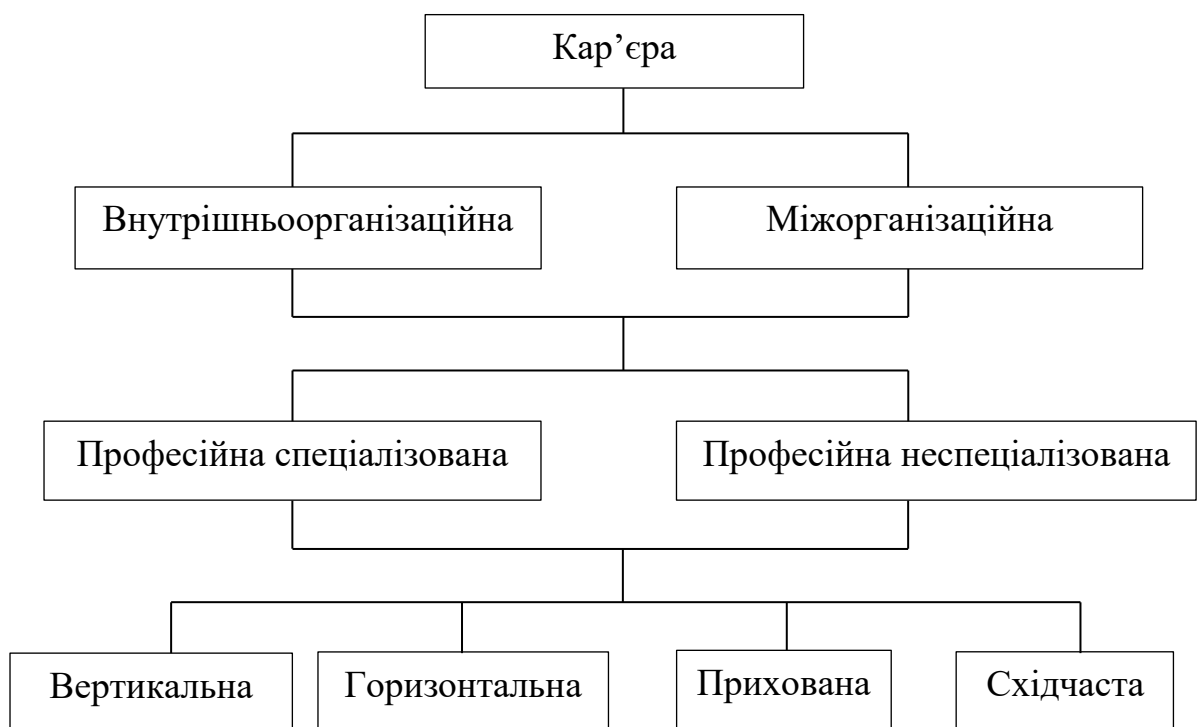 Кар’єра
Внутрішньоорганізаційна
Міжорганізаційна
Професійна спеціалізована
Професійна неспеціалізована
Вертикальна
Горизонтальна
Прихована
Східчаста